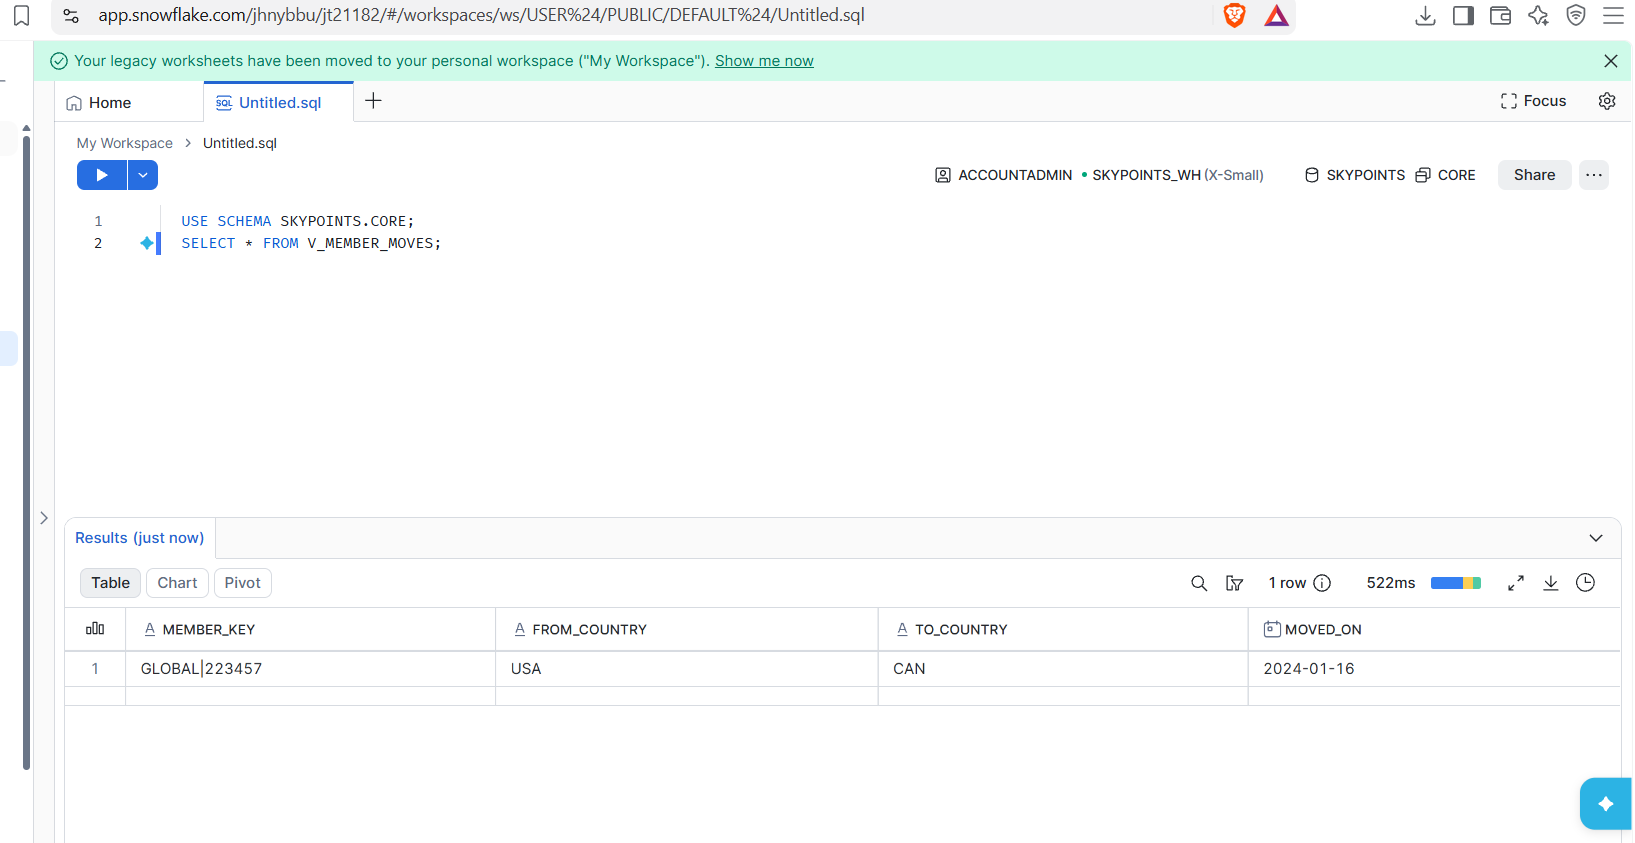 app.snowflake.com/jhnybbu/jt21182/#/workspaces/ws/USER%24/PUBLIC/DEFAULT%24/Untitled.sql
Your legacy worksheets have been moved to your personal workspace ("My Workspace"). Show me now
Home
SQL Untitled.sql
Focus
My Workspace > Untitled.sql
ACCOUNTADMIN • SKYPOINTS_WH (X-Small) SKYPOINTS CORE Share ...
1 USE SCHEMA SKYPOINTS.CORE;
2 SELECT * FROM V_MEMBER_MOVES;
Results (just now)
Table Chart Pivot 1 row 522ms
A MEMBER_KEY A FROM_COUNTRY A TO_COUNTRY MOVED_ON
1 GLOBAL|223457 USA CAN 2024-01-16